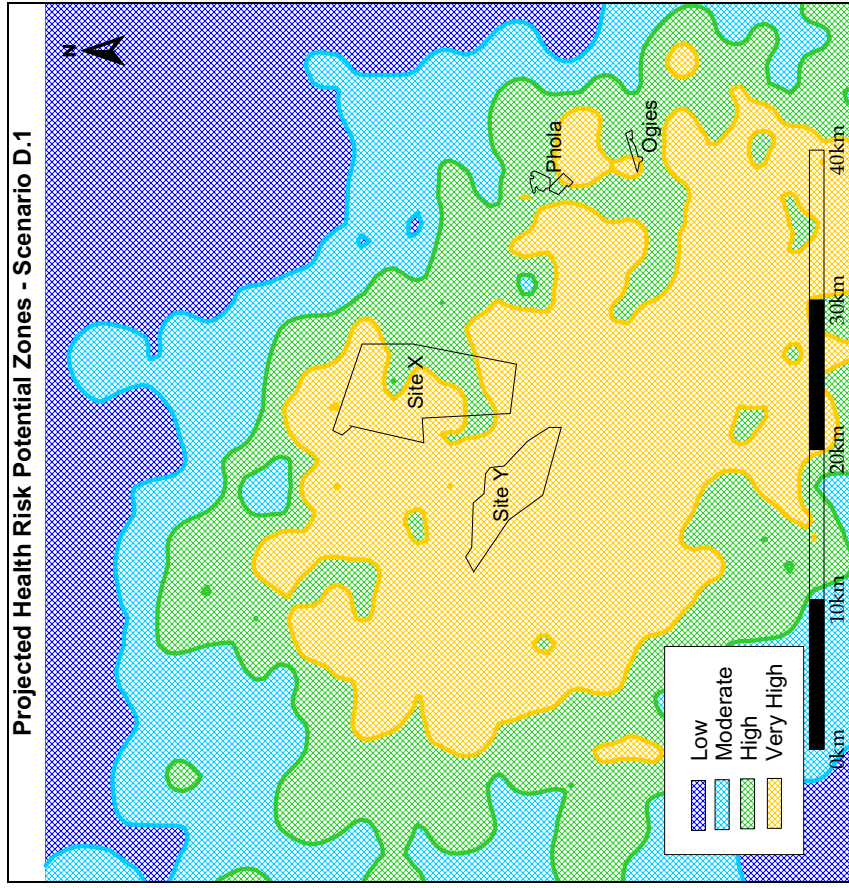 Projected Health Risk Potential Zones - Scenario D.1
N
Phola
Ogies
Site X
Site Y
Low
Moderate
High
Very High
0km
10km
20km
30km
40km